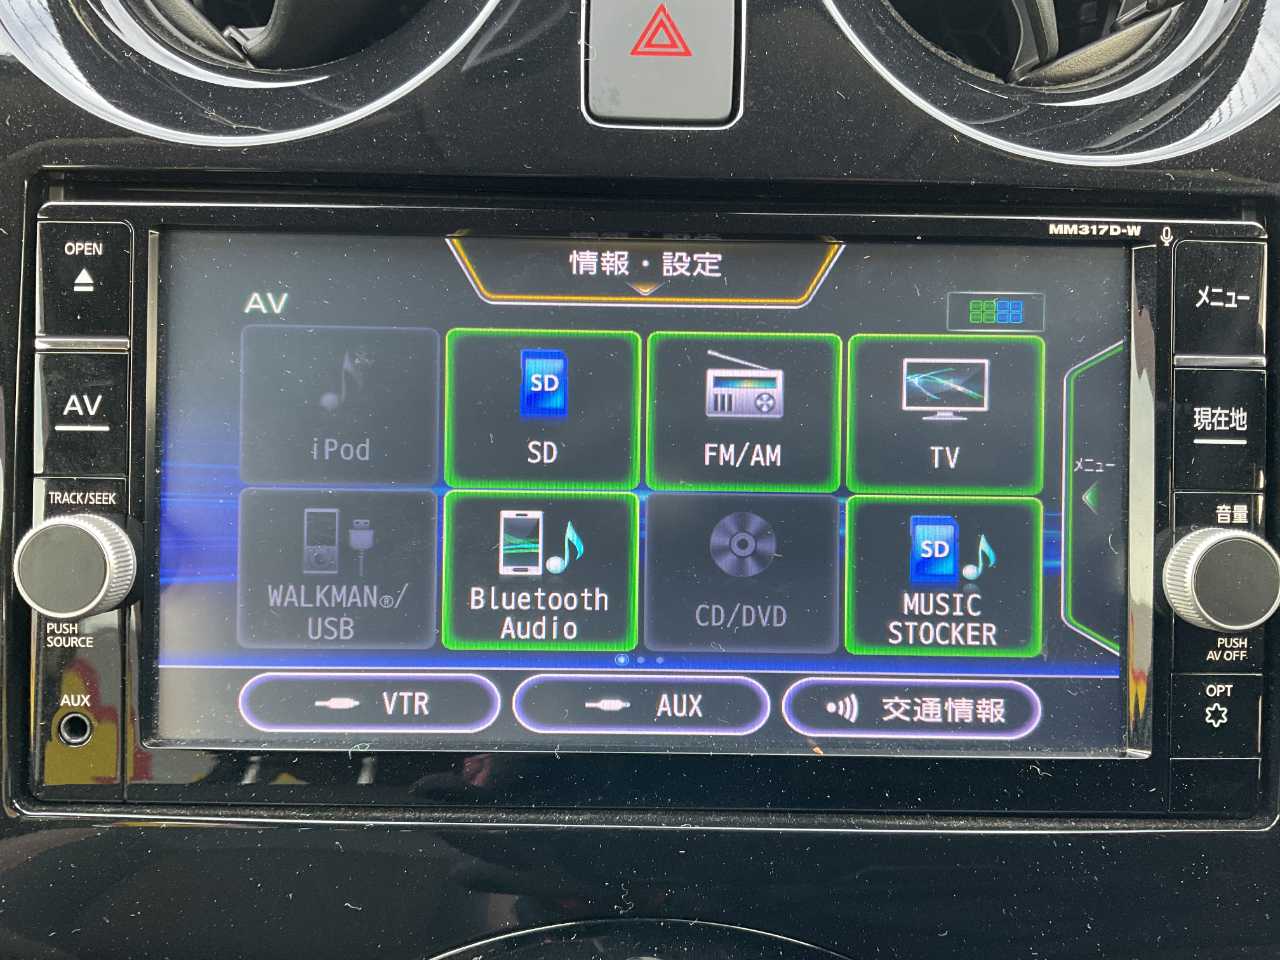 MM317D-W
OPEN
AV
TRACK/SEEK
PUSH
SOURCE
AUX
情報・設定
AV
iPod
SD
SD
FM/AM
TV
メニュー
WALKMAN®/
USB
Bluetooth
Audio
CD/DVD
SD
MUSIC
STOCKER
VTR
AUX
交通情報
メニュー
現在地
音量
PUSH
AV OFF
OPT